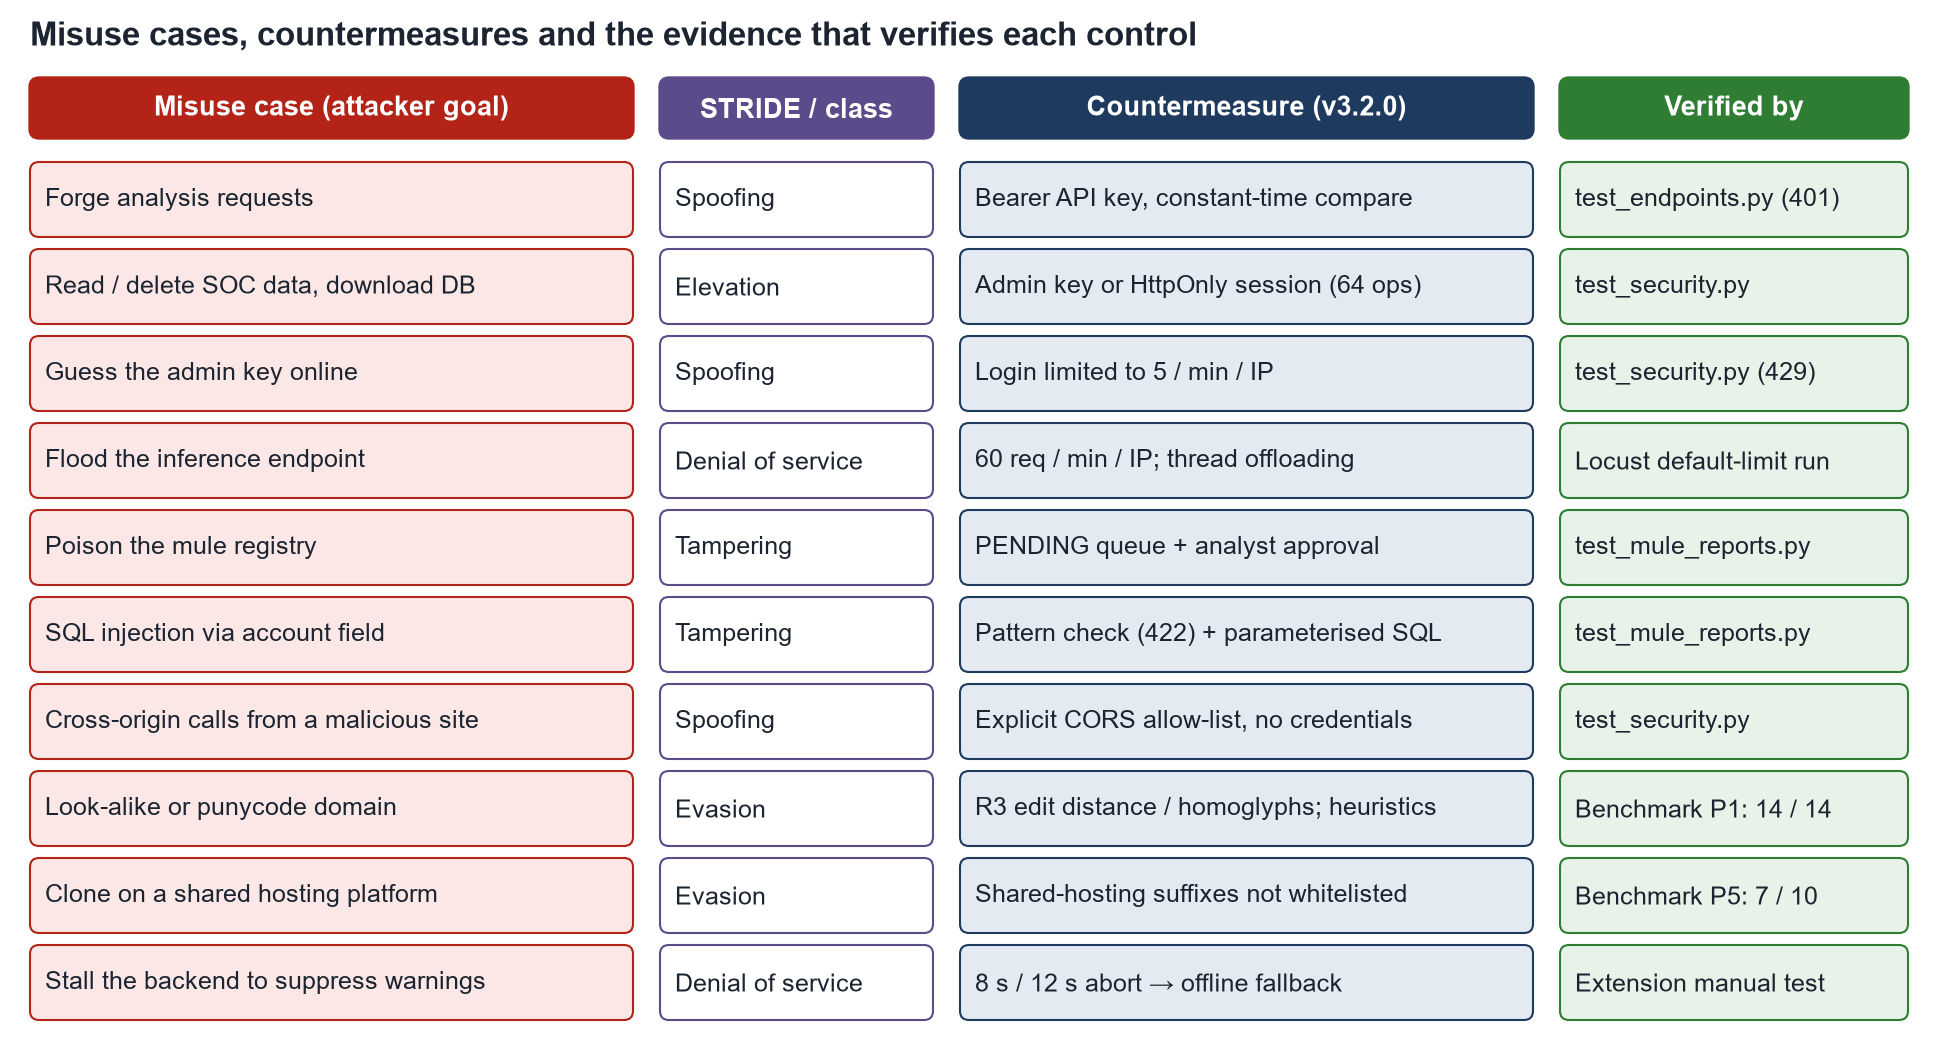 Misuse cases, countermeasures and the evidence that verifies each control
Misuse case (attacker goal) STRIDE / class Countermeasure (v3.2.0) Verified by
Forge analysis requests Spoofing Bearer API key, constant-time compare test_endpoints.py (401)
Read / delete SOC data, download DB Elevation Admin key or HttpOnly session (64 ops) test_security.py
Guess the admin key online Spoofing Login limited to 5 / min / IP test_security.py (429)
Flood the inference endpoint Denial of service 60 req / min / IP; thread offloading Locust default-limit run
Poison the mule registry Tampering PENDING queue + analyst approval test_mule_reports.py
SQL injection via account field Tampering Pattern check (422) + parameterised SQL test_mule_reports.py
Cross-origin calls from a malicious site Spoofing Explicit CORS allow-list, no credentials test_security.py
Look-alike or punycode domain Evasion R3 edit distance / homoglyphs; heuristics Benchmark P1: 14 / 14
Clone on a shared hosting platform Evasion Shared-hosting suffixes not whitelisted Benchmark P5: 7 / 10
Stall the backend to suppress warnings Denial of service 8 s / 12 s abort → offline fallback Extension manual test